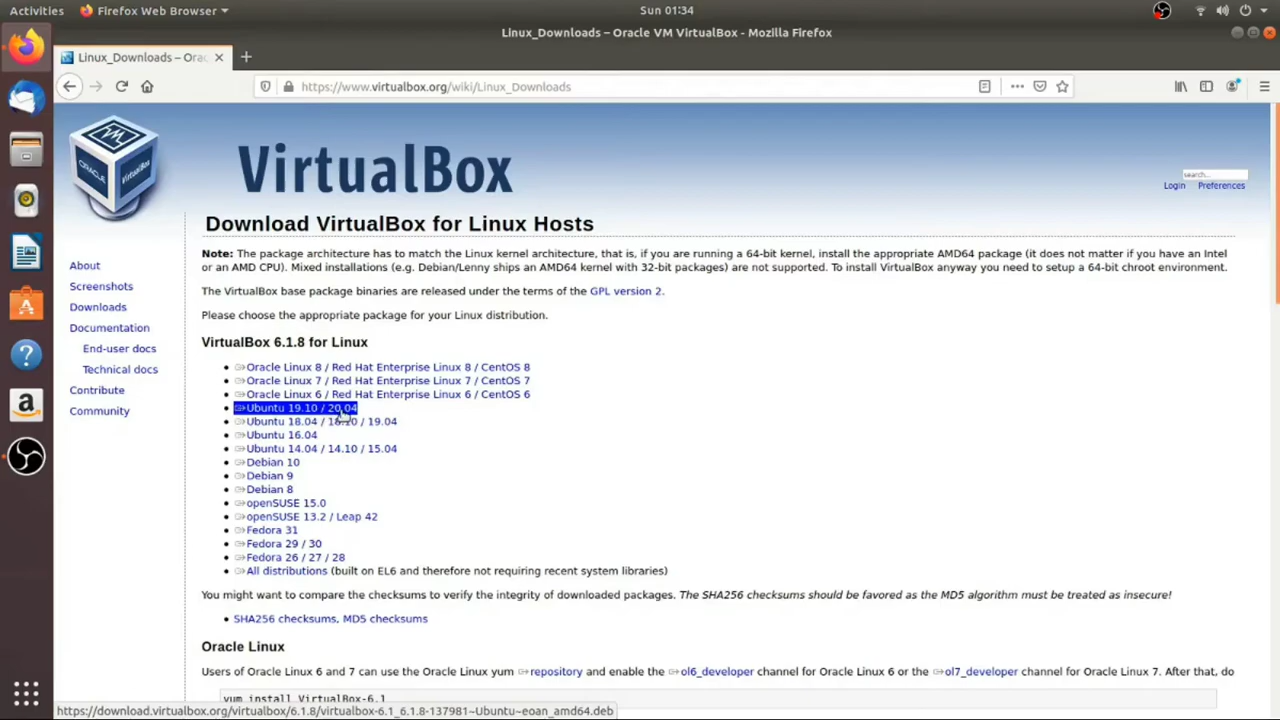 Activities Firefox Web Browser Sun 01:34
Linux_Downloads – Oracle VM VirtualBox - Mozilla Firefox
Linux_Downloads – Orac
https://www.virtualbox.org/wiki/Linux_Downloads
ORACLE VirtualBox
VirtualBox
search...
Login Preferences
Download VirtualBox for Linux Hosts
Note: The package architecture has to match the Linux kernel architecture, that is, if you are running a 64-bit kernel, install the appropriate AMD64 package (it does not matter if you have an Intel
or an AMD CPU). Mixed installations (e.g. Debian/Lenny ships an AMD64 kernel with 32-bit packages) are not supported. To install VirtualBox anyway you need to setup a 64-bit chroot environment.
The VirtualBox base package binaries are released under the terms of the GPL version 2.
Please choose the appropriate package for your Linux distribution.
About
Screenshots
Downloads
Documentation
End-user docs
Technical docs
Contribute
Community
VirtualBox 6.1.8 for Linux
Oracle Linux 8 / Red Hat Enterprise Linux 8 / CentOS 8
Oracle Linux 7 / Red Hat Enterprise Linux 7 / CentOS 7
Oracle Linux 6 / Red Hat Enterprise Linux 6 / CentOS 6
Ubuntu 19.10 / 20.04
Ubuntu 18.04 / 18.10 / 19.04
Ubuntu 16.04
Ubuntu 14.04 / 14.10 / 15.04
Debian 10
Debian 9
Debian 8
openSUSE 15.0
openSUSE 13.2 / Leap 42
Fedora 31
Fedora 29 / 30
Fedora 26 / 27 / 28
All distributions (built on EL6 and therefore not requiring recent system libraries)
You might want to compare the checksums to verify the integrity of downloaded packages. The SHA256 checksums should be favored as the MD5 algorithm must be treated as insecure!
SHA256 checksums, MD5 checksums
Oracle Linux
Users of Oracle Linux 6 and 7 can use the Oracle Linux yum repository and enable the ol6_developer channel for Oracle Linux 6 or the ol7_developer channel for Oracle Linux 7. After that, do
yum install VirtualBox-6.1
https://download.virtualbox.org/virtualbox/6.1.8/virtualbox-6.1_6.1.8-137981~Ubuntu~eoan_amd64.deb